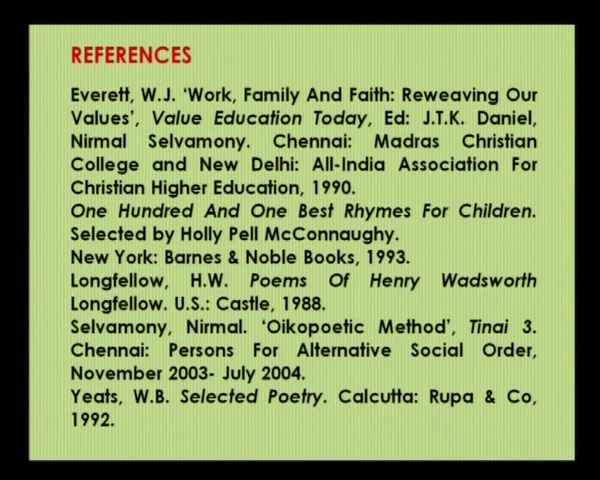 REFERENCES
Everett, W.J. ‘Work, Family And Faith: Reweaving Our
Values’, Value Education Today, Ed: J.T.K. Daniel,
Nirmal Selvamony. Chennai: Madras Christian
College and New Delhi: All-India Association For
Christian Higher Education, 1990.
One Hundred And One Best Rhymes For Children.
Selected by Holly Pell McConnaughy.
New York: Barnes & Noble Books, 1993.
Longfellow, H.W. Poems Of Henry Wadsworth
Longfellow. U.S.: Castle, 1988.
Selvamony, Nirmal. ‘Oikopoetic Method’, Tinai 3.
Chennai: Persons For Alternative Social Order,
November 2003- July 2004.
Yeats, W.B. Selected Poetry. Calcutta: Rupa & Co,
1992.